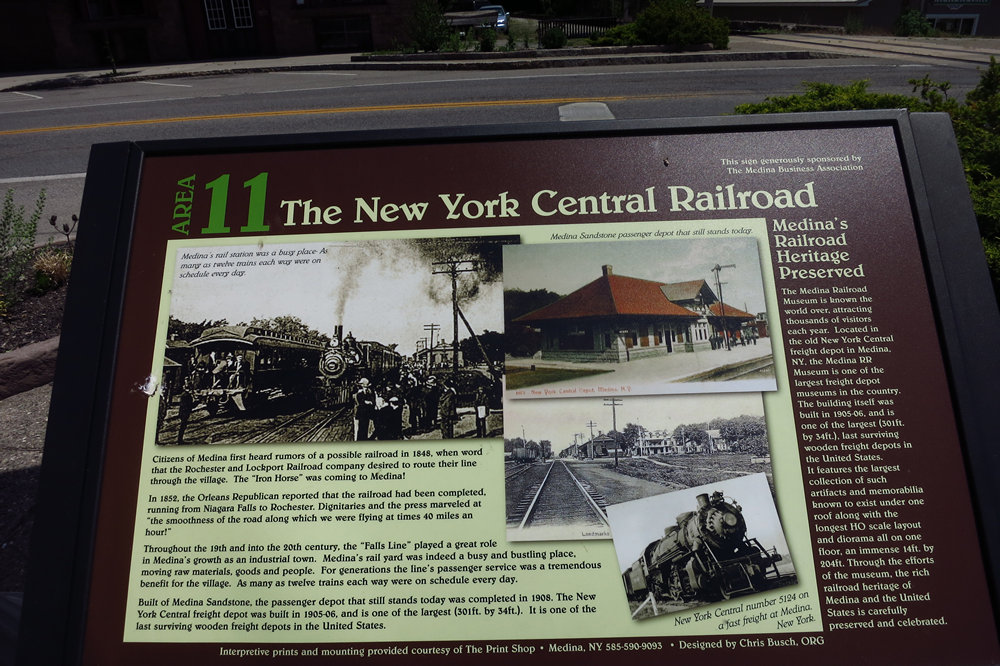 This sign generously sponsored by
The Medina Business Association
AREA 11 The New York Central Railroad
Medina's rail station was a busy place- As
many as twelve trains each way were on
schedule every day.
Medina Sandstone passenger depot that still stands today.
New York Central Depot, Medina, N.Y.
Landmarks
New York Central number 5124 on
a fast freight at Medina,
New York.
Citizens of Medina first heard rumors of a possible railroad in 1848, when word
that the Rochester and Lockport Railroad company desired to route their line
through the village. The "Iron Horse" was coming to Medina!
In 1852, the Orleans Republican reported that the railroad had been completed,
running from Niagara Falls to Rochester. Dignitaries and the press marveled at
"the smoothness of the road along which we were flying at times 40 miles an
hour!"
Throughout the 19th and into the 20th century, the "Falls Line" played a great role
in Medina's growth as an industrial town. Medina's rail yard was indeed a busy and bustling place,
moving raw materials, goods and people. For generations the line's passenger service was a tremendous
benefit for the village. As many as twelve trains each way were on schedule every day.
Built of Medina Sandstone, the passenger depot that still stands today was completed in 1908. The New
York Central freight depot was built in 1905-06, and is one of the largest (301ft. by 34ft.). It is one of the
last surviving wooden freight depots in the United States.
Medina's
Railroad
Heritage
Preserved
The Medina Railroad
Museum is known the
world over, attracting
thousands of visitors
each year. Located in
the old New York Central
freight depot in Medina,
NY, the Medina RR
Museum is one of the
largest freight depot
museums in the country.
The building itself was
built in 1905-06, and is
one of the largest (301ft.
by 34ft.), last surviving
wooden freight depots in
the United States.
It features the largest
collection of such
artifacts and memorabilia
known to exist under one
roof along with the
longest HO scale layout
and diorama all on one
floor, an immense 14ft. by
204ft. Through the efforts
of the museum, the rich
railroad heritage of
Medina and the United
States is carefully
preserved and celebrated.
Interpretive prints and mounting provided courtesy of The Print Shop • Medina, NY 585-590-9093 • Designed by Chris Busch, ORG